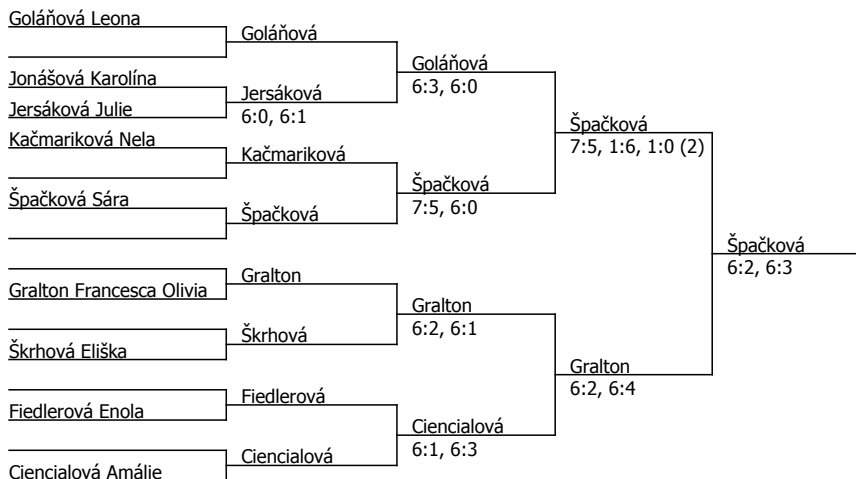 Goláňová Leona
Jonášová Karolína
Jersáková Julie
Kačmariková Nela
Špačková Sára
Gralton Francesca Olivia
Škrhová Eliška
Fiedlerová Enola
Ciencialová Amálie
Goláňová
Jersáková
6:0, 6:1
Kačmariková
Špačková
Gralton
Škrhová
Fiedlerová
Ciencialová
Goláňová
6:3, 6:0
Špačková
7:5, 6:0
Gralton
6:2, 6:1
Ciencialová
6:1, 6:3
Špačková
7:5, 1:6, 1:0 (2)
Gralton
6:2, 6:4
Špačková
6:2, 6:3